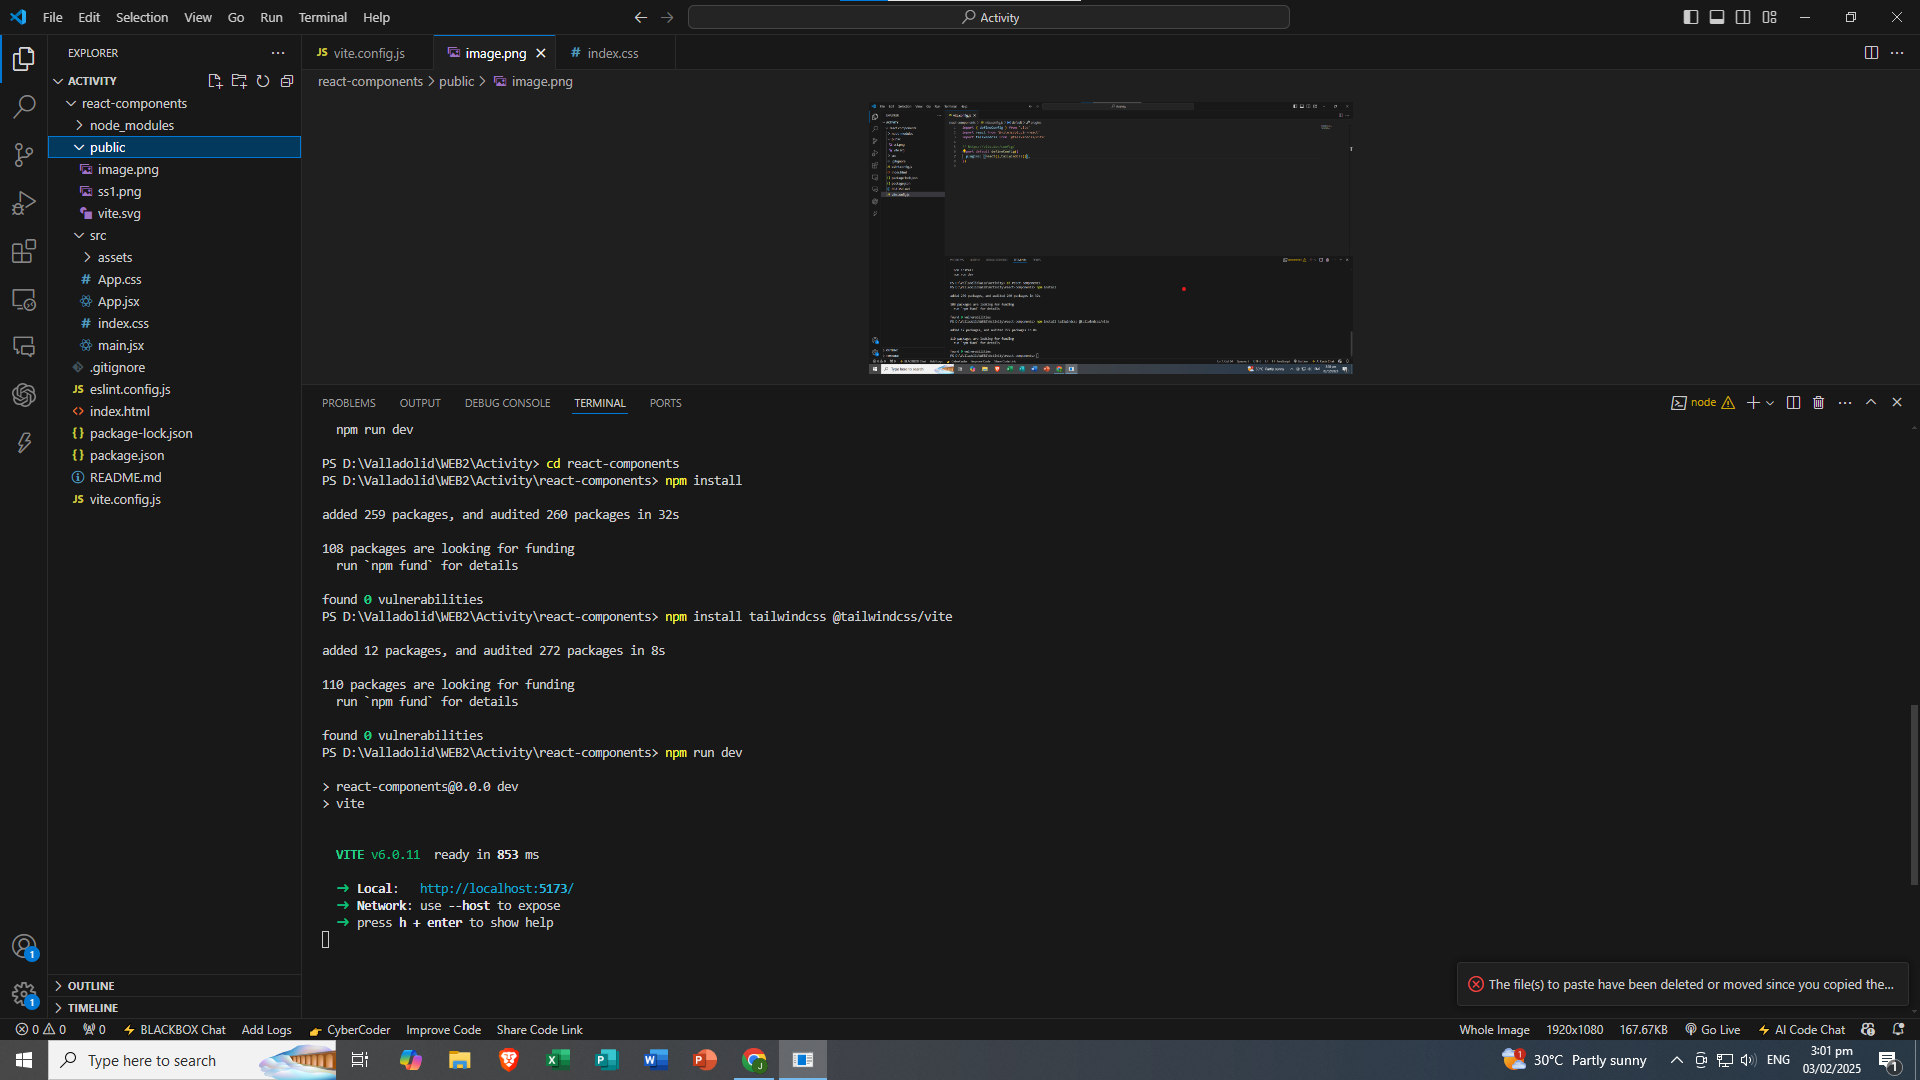 File Edit Selection View Go Run Terminal Help
Activity
EXPLORER
vite.config.js
image.png
index.css
ACTIVITY
react-components > public > image.png
react-components
node_modules
public
image.png
ss1.png
vite.svg
src
assets
App.css
App.jsx
index.css
main.jsx
.gitignore
eslint.config.js
index.html
package-lock.json
package.json
README.md
vite.config.js
OUTLINE
TIMELINE
PROBLEMS OUTPUT DEBUG CONSOLE TERMINAL PORTS
node
npm run dev
PS D:\Valladolid\WEB2\Activity> cd react-components
PS D:\Valladolid\WEB2\Activity\react-components> npm install
added 259 packages, and audited 260 packages in 32s
108 packages are looking for funding
run `npm fund` for details
found 0 vulnerabilities
PS D:\Valladolid\WEB2\Activity\react-components> npm install tailwindcss @tailwindcss/vite
added 12 packages, and audited 272 packages in 8s
110 packages are looking for funding
run `npm fund` for details
found 0 vulnerabilities
PS D:\Valladolid\WEB2\Activity\react-components> npm run dev
> react-components@0.0.0 dev
> vite
VITE v6.0.11 ready in 853 ms
➜ Local: http://localhost:5173/
➜ Network: use --host to expose
➜ press h + enter to show help
The file(s) to paste have been deleted or moved since you copied the...
0 0 0 BLACKBOX Chat Add Logs CyberCoder Improve Code Share Code Link
Whole Image 1920x1080 167.67KB Go Live AI Code Chat
Type here to search
30°C Partly sunny
ENG
3:01 pm
03/02/2025